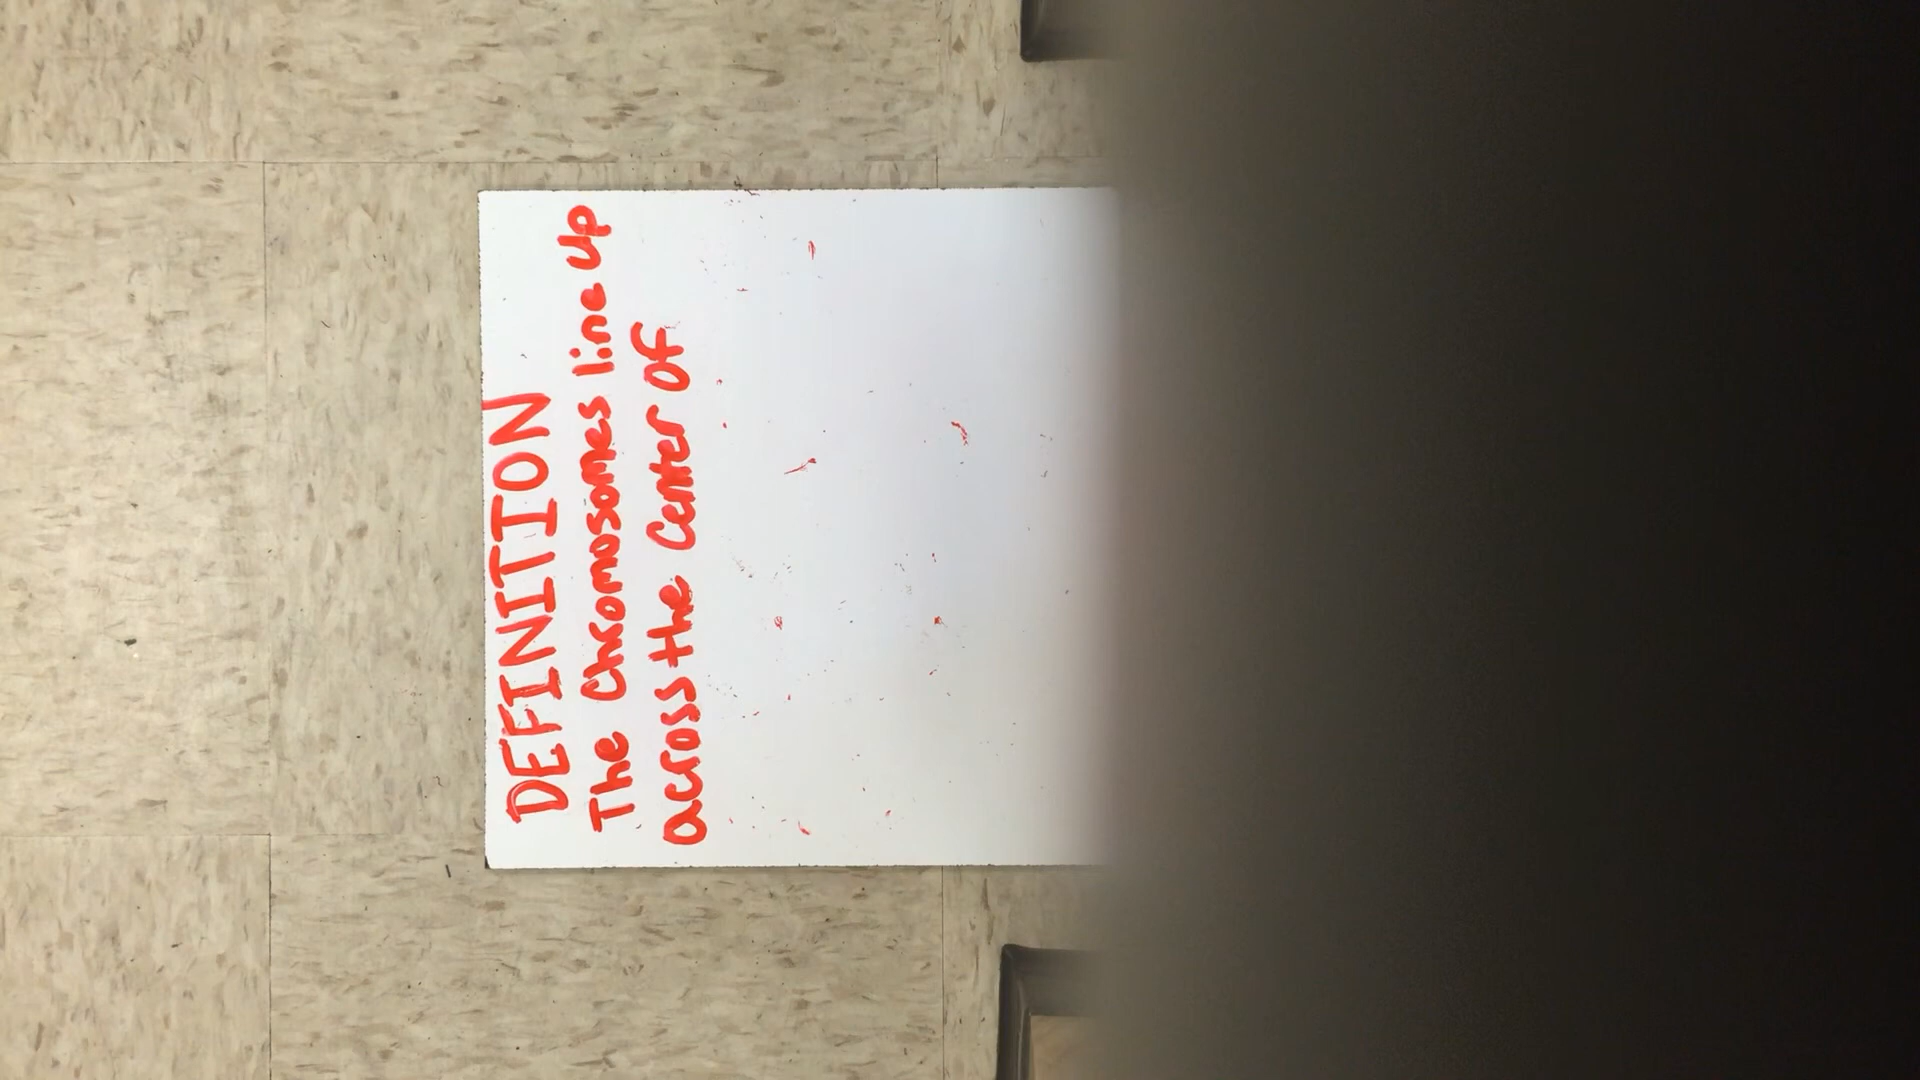 DEFINITION
The Chromosomes line up
across the Center of